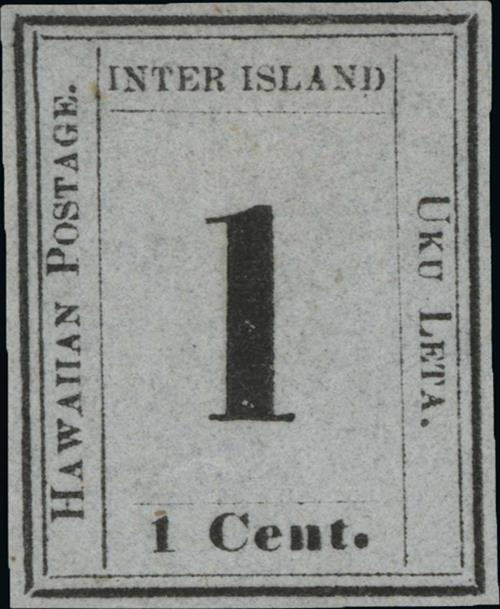 INTER ISLAND
HAWAIIAN POSTAGE.
1
UKU LETA.
1 Cent.